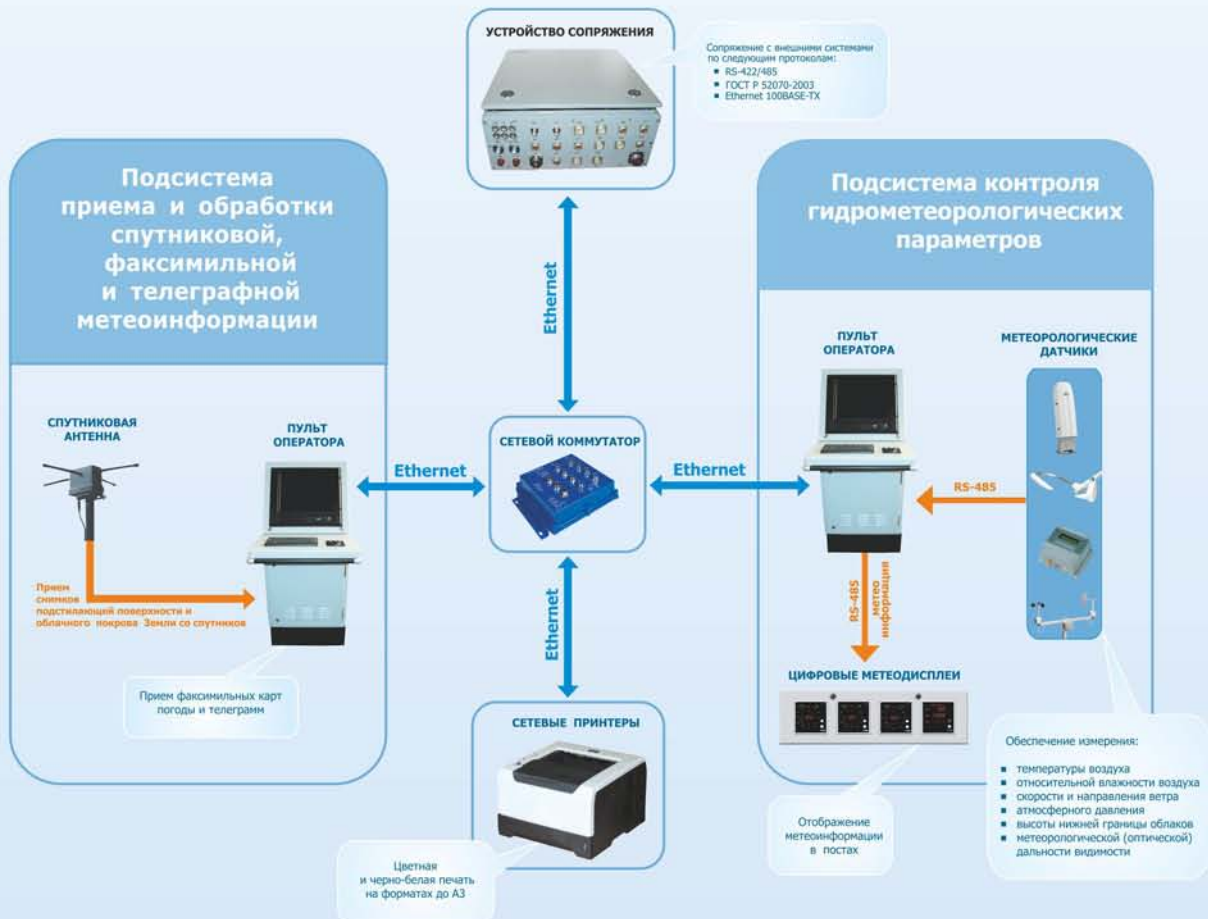 УСТРОЙСТВО СОПРЯЖЕНИЯ
Сопряжение с внешними системами
по следующим протоколам:
▪ RS-422/485
▪ ГОСТ Р 52070-2003
▪ Ethernet 100BASE-TX
Подсистема
приема и обработки
спутниковой,
факсимильной
и телеграфной
метеоинформации
СПУТНИКОВАЯ
АНТЕННА
ПУЛЬТ
ОПЕРАТОРА
Прием
снимков
подстилающей поверхности и
облачного покрова Земли со спутников
Прием факсимильных карт
погоды и телеграмм
Ethernet
Ethernet
СЕТЕВОЙ КОММУТАТОР
Ethernet
Ethernet
СЕТЕВЫЕ ПРИНТЕРЫ
Цветная
и черно-белая печать
на форматах до А3
Подсистема контроля
гидрометеорологических
параметров
ПУЛЬТ
ОПЕРАТОРА
МЕТЕОРОЛОГИЧЕСКИЕ
ДАТЧИКИ
RS-485
RS-485
метео
информация
ЦИФРОВЫЕ МЕТЕОДИСПЛЕИ
Отображение
метеоинформации
в постах
Обеспечение измерения:
▪ температуры воздуха
▪ относительной влажности воздуха
▪ скорости и направления ветра
▪ атмосферного давления
▪ высоты нижней границы облаков
▪ метеорологической (оптической)
дальности видимости